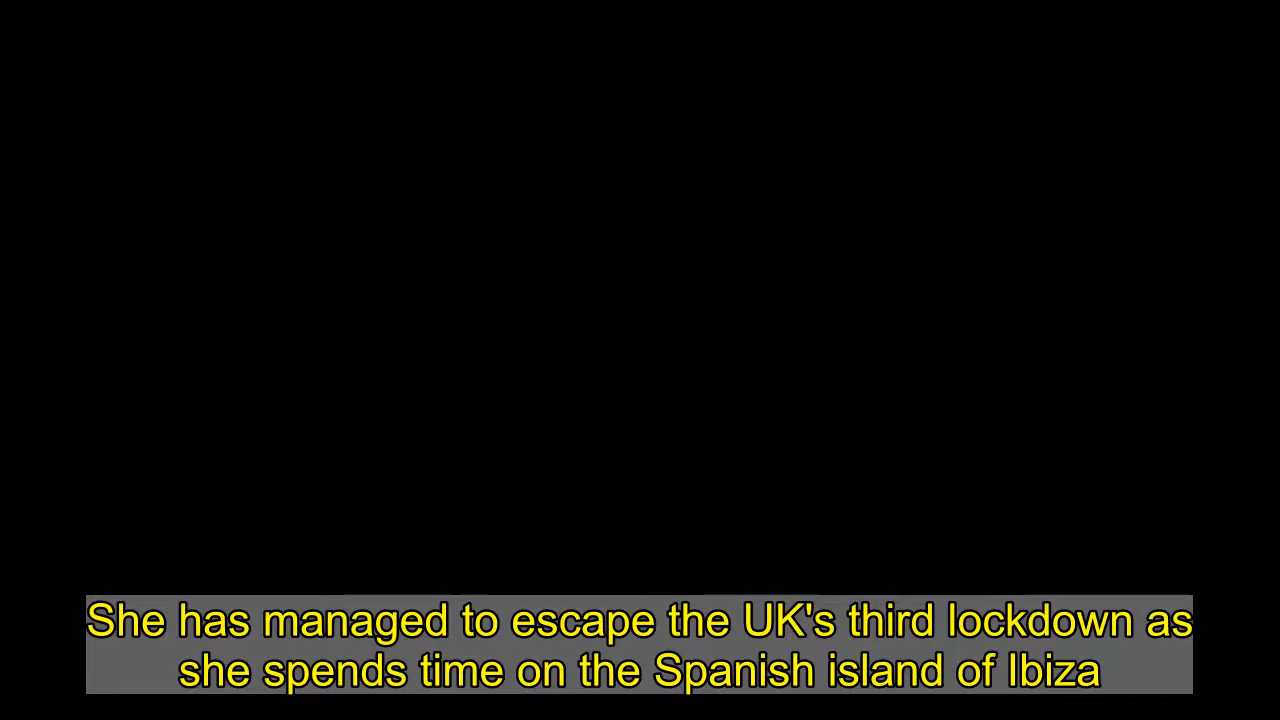 She has managed to escape the UK's third lockdown as
she spends time on the Spanish island of Ibiza